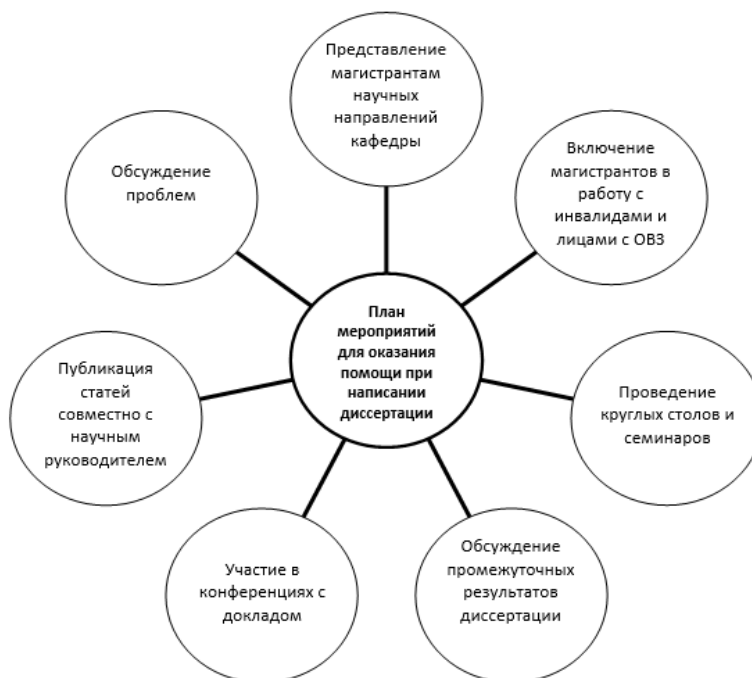 Представление
магистрантам
научных
направлений
кафедры
Включение
магистрантов в
работу с
инвалидами и
лицами с ОВЗ
Проведение
круглых столов и
семинаров
Обсуждение
промежуточных
результатов
диссертации
Участие в
конференциях с
докладом
Публикация
статей
совместно с
научным
руководителем
Обсуждение
проблем
План
мероприятий
для оказания
помощи при
написании
диссертации